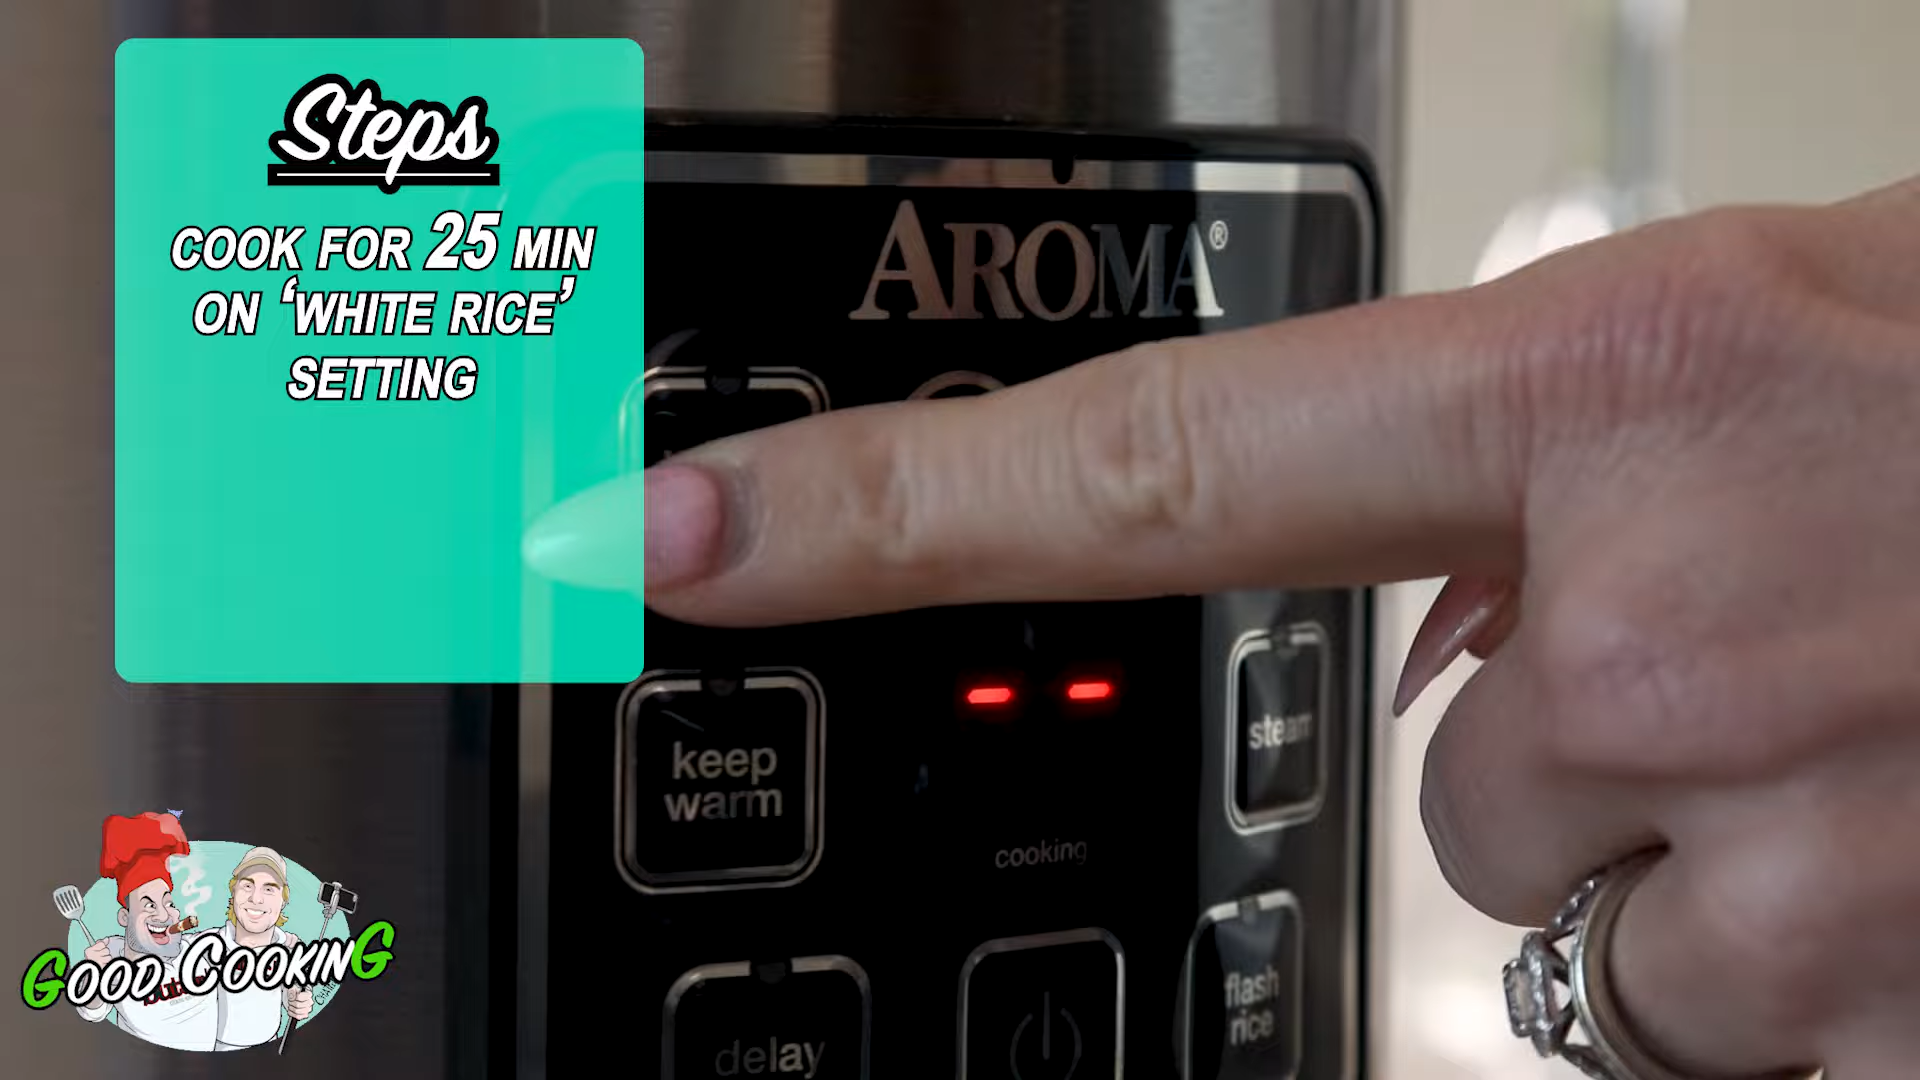 Steps
COOK FOR 25 MIN
ON ‘WHITE RICE’
SETTING
AROMA®
keep
warm
steam
cooking
flash
rice
delay
GOOD COOKING